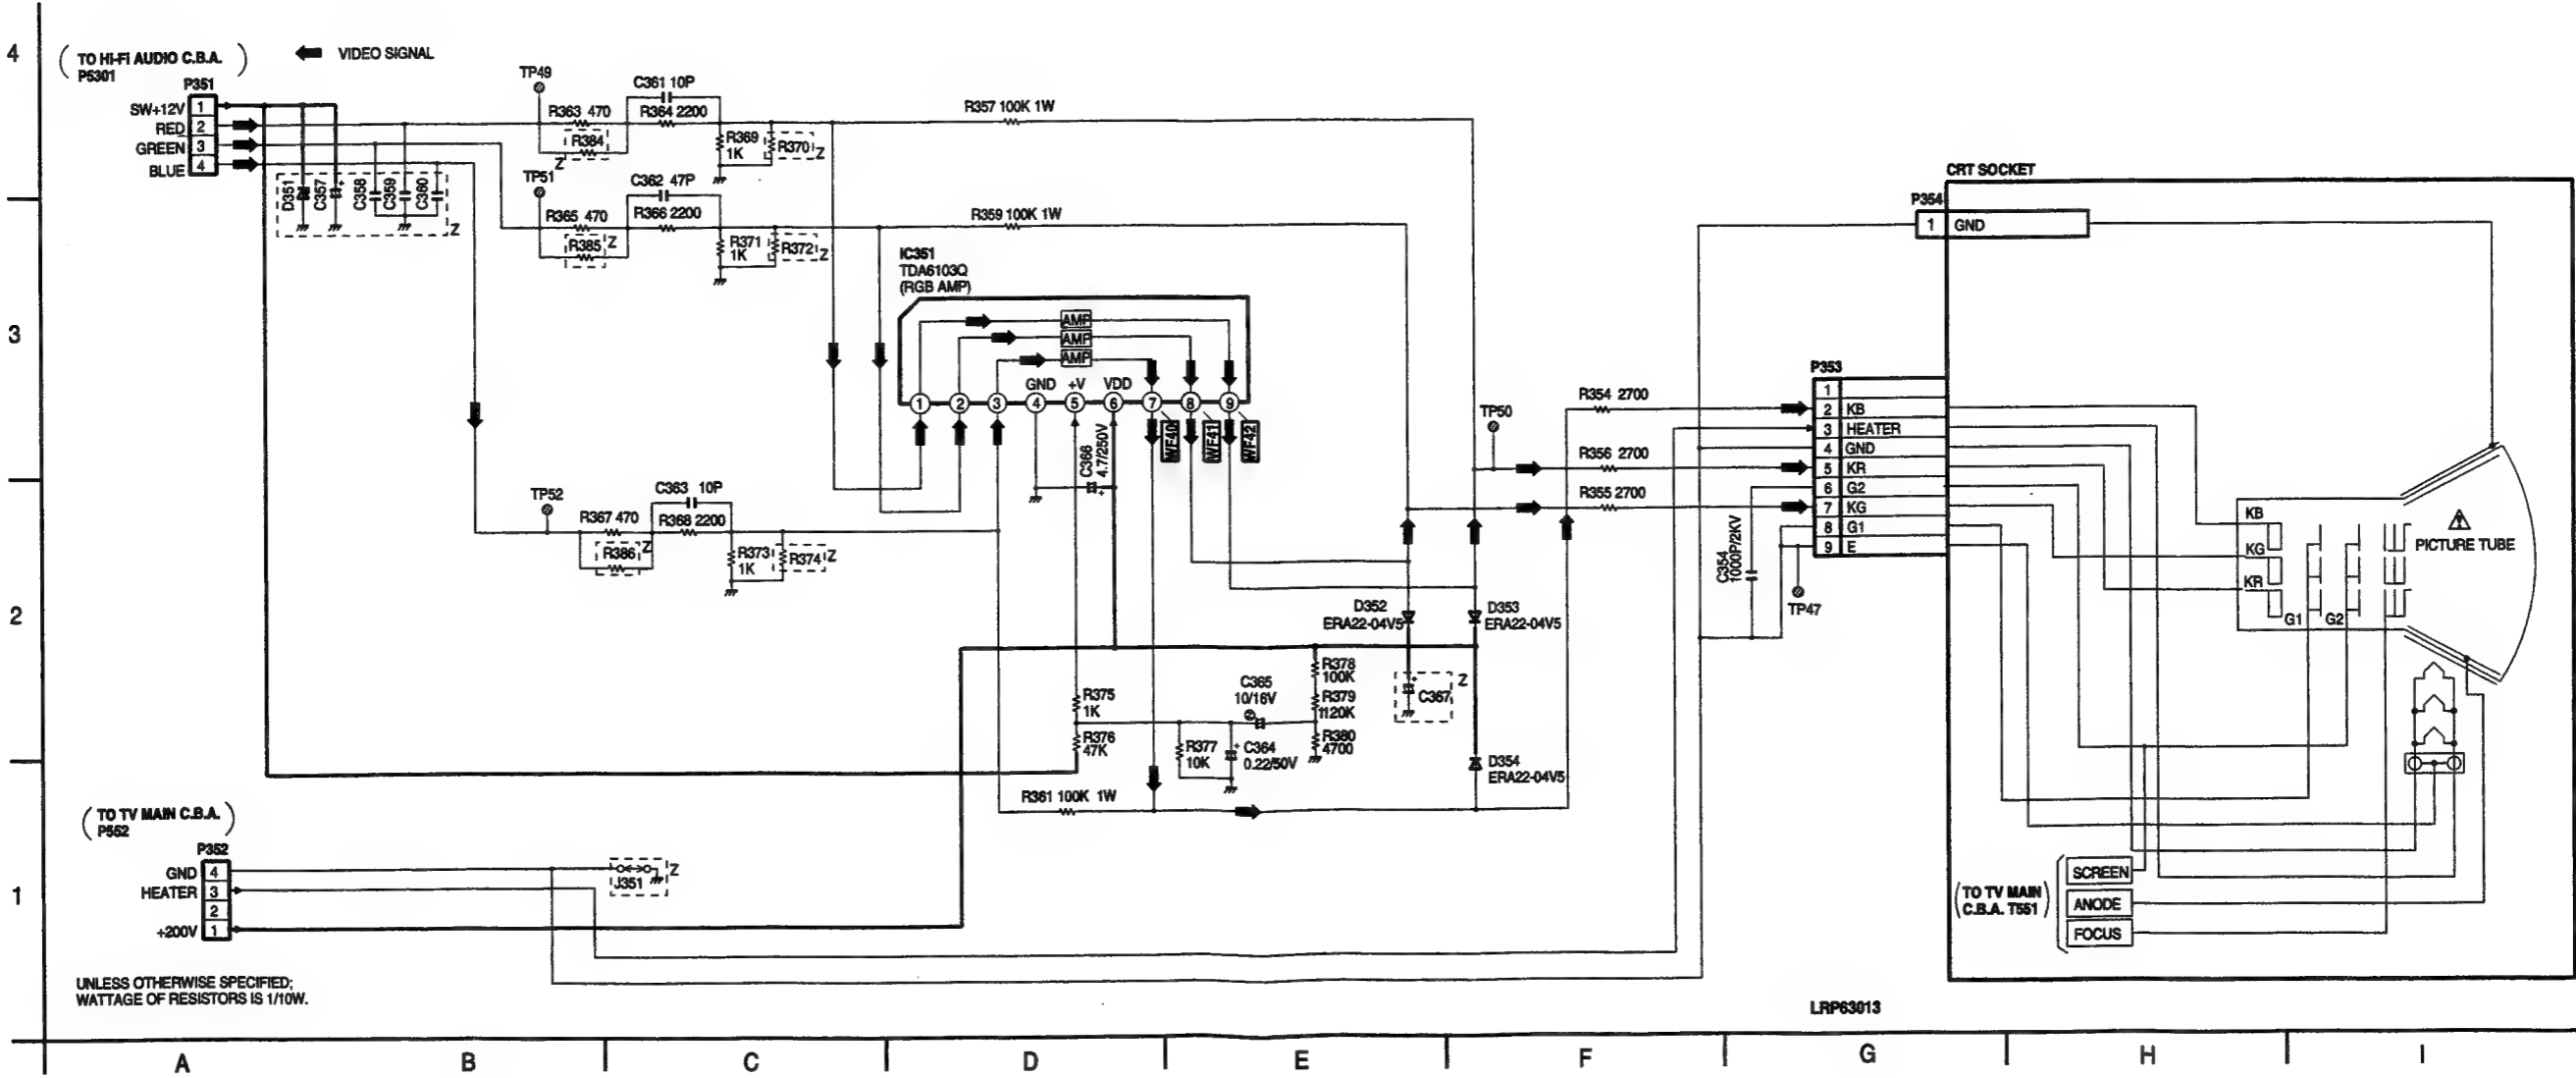 4
3
2
1
( TO HI-FI AUDIO C.B.A. )
P5301
VIDEO SIGNAL
P351
SW+12V 1
RED 2
GREEN 3
BLUE 4
D351
C357
C358
C359
C360
Z
TP49
R363 470
R384
Z
C361 10P
R364 2200
R369
1K
R370
Z
R357 100K 1W
TP51
R365 470
R385
Z
C362 47P
R366 2200
R371
1K
R372
Z
R359 100K 1W
IC351
TDA6103Q
(RGB AMP)
AMP
AMP
AMP
GND +V VDD
1 2 3 4 5 6 7 8 9
WF40
WF41
WF42
C366
4.7/250V
TP52
R367 470
R386
Z
C363 10P
R368 2200
R373
1K
R374
Z
TP50
R354 2700
R356 2700
R355 2700
D352
ERA22-04V5
D353
ERA22-04V5
R378
100K
R379
1120K
R380
4700
C367
Z
C365
10/16V
R375
1K
R376
47K
R377
10K
C364
0.22/50V
D354
ERA22-04V5
R361 100K 1W
C354
1000P/2KV
TP47
CRT SOCKET
P354
1 GND
P353
1
2 KB
3 HEATER
4 GND
5 KR
6 G2
7 KG
8 G1
9 E
KB
KG
KR
G1
G2
PICTURE TUBE
( TO TV MAIN C.B.A. )
P552
P352
GND 4
HEATER 3
2
+200V 1
J351
Z
(TO TV MAIN
C.B.A. T551)
SCREEN
ANODE
FOCUS
UNLESS OTHERWISE SPECIFIED;
WATTAGE OF RESISTORS IS 1/10W.
LRP63013
A B C D E F G H I